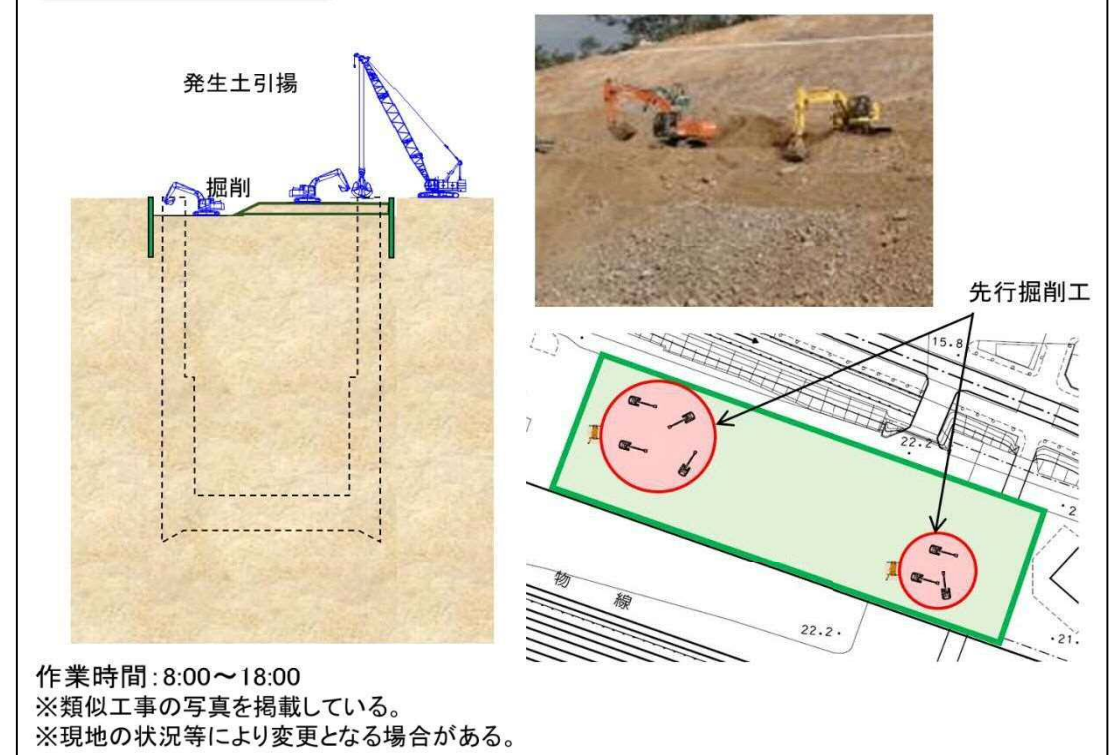 発生土引揚
掘削
先行掘削工
15.8
22.2
・2
物
線
22.2・
・21.
作業時間:8:00～18:00
※類似工事の写真を掲載している。
※現地の状況等により変更となる場合がある。